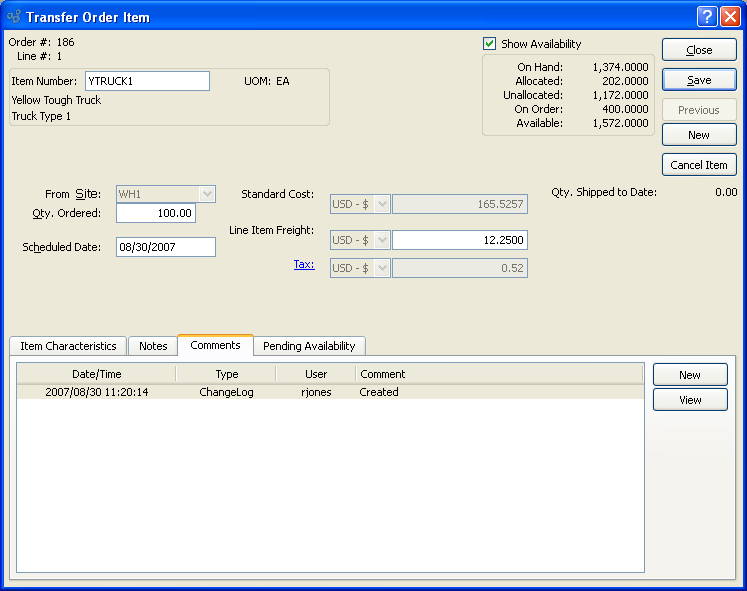 Transfer Order Item
Order #: 186
Line #: 1
Item Number: YTRUCK1 UOM: EA
Yellow Tough Truck
Truck Type 1
Show Availability
On Hand: 1,374.0000
Allocated: 202.0000
Unallocated: 1,172.0000
On Order: 400.0000
Available: 1,572.0000
Close
Save
Previous
New
Cancel Item
From Site: WH1
Qty. Ordered: 100.00
Scheduled Date: 08/30/2007
Standard Cost: USD - $ 165.5257
Line Item Freight: USD - $ 12.2500
Tax: USD - $ 0.52
Qty. Shipped to Date: 0.00
Item Characteristics Notes Comments Pending Availability
Date/Time Type User Comment
2007/08/30 11:20:14 ChangeLog rjones Created
New
View